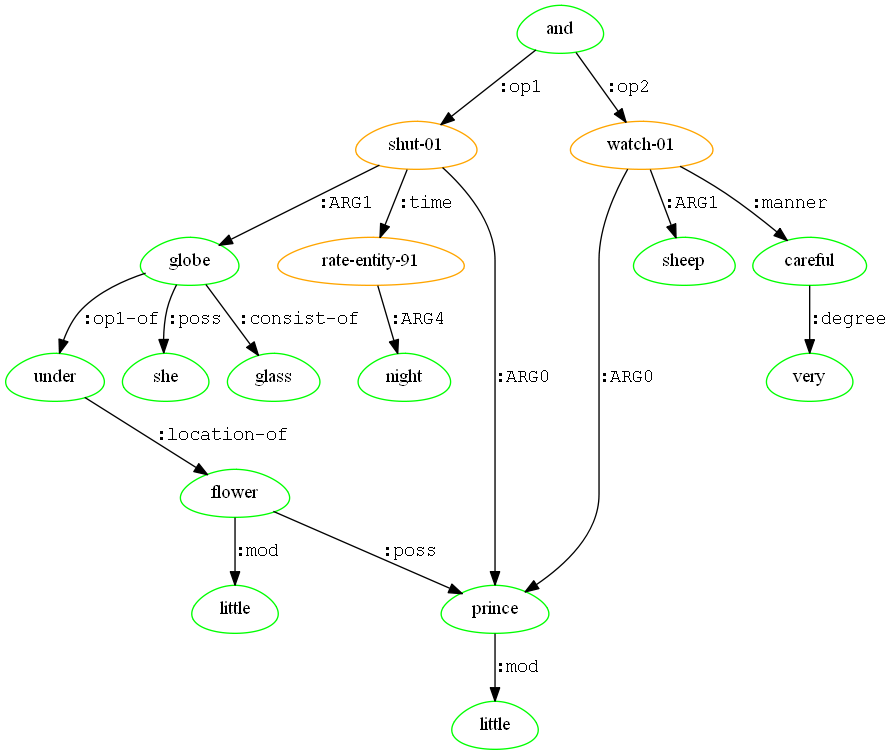 and
:op1 :op2
shut-01 watch-01
:ARG1 :time :ARG1 :manner
globe rate-entity-91 sheep careful
:op1-of :poss :consist-of :ARG4 :degree
under she glass night :ARG0 :ARG0 very
:location-of
flower
:mod :poss
little prince
:mod
little